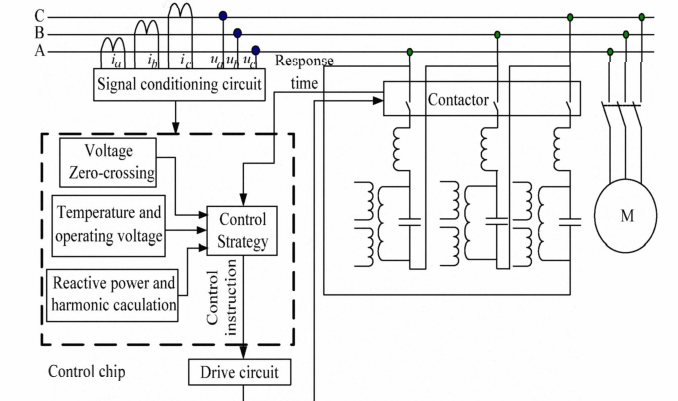 C
B
A
ia ib ic ua ub uc
Response
time
Signal conditioning circuit
Contactor
Voltage
Zero-crossing
Temperature and
operating voltage
Control
Strategy
M
Reactive power and
harmonic caculation
Control
instruction
Control chip
Drive circuit